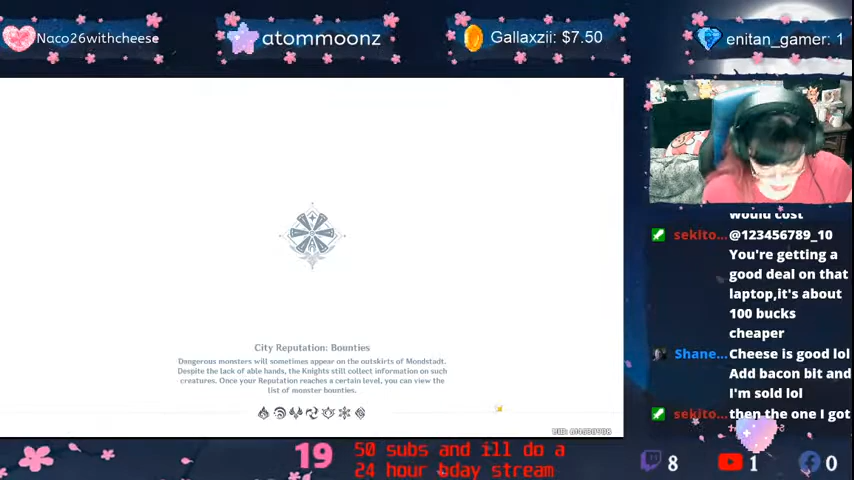 Naco26withcheese
atommoonz
Gallaxzii: $7.50
enitan_gamer: 1
would cost
sekito... @123456789_10
You're getting a
good deal on that
laptop,it's about
100 bucks
cheaper
Shane... Cheese is good lol
Add bacon bit and
I'm sold lol
sekito... then the one I got
City Reputation: Bounties
Dangerous monsters will sometimes appear on the outskirts of Mondstadt.
Despite the lack of able hands, the Knights still collect information on such
creatures. Once your Reputation reaches a certain level, you can view the
list of monster bounties.
19
50 subs and ill do a
24 hour bday stream
8
1
0